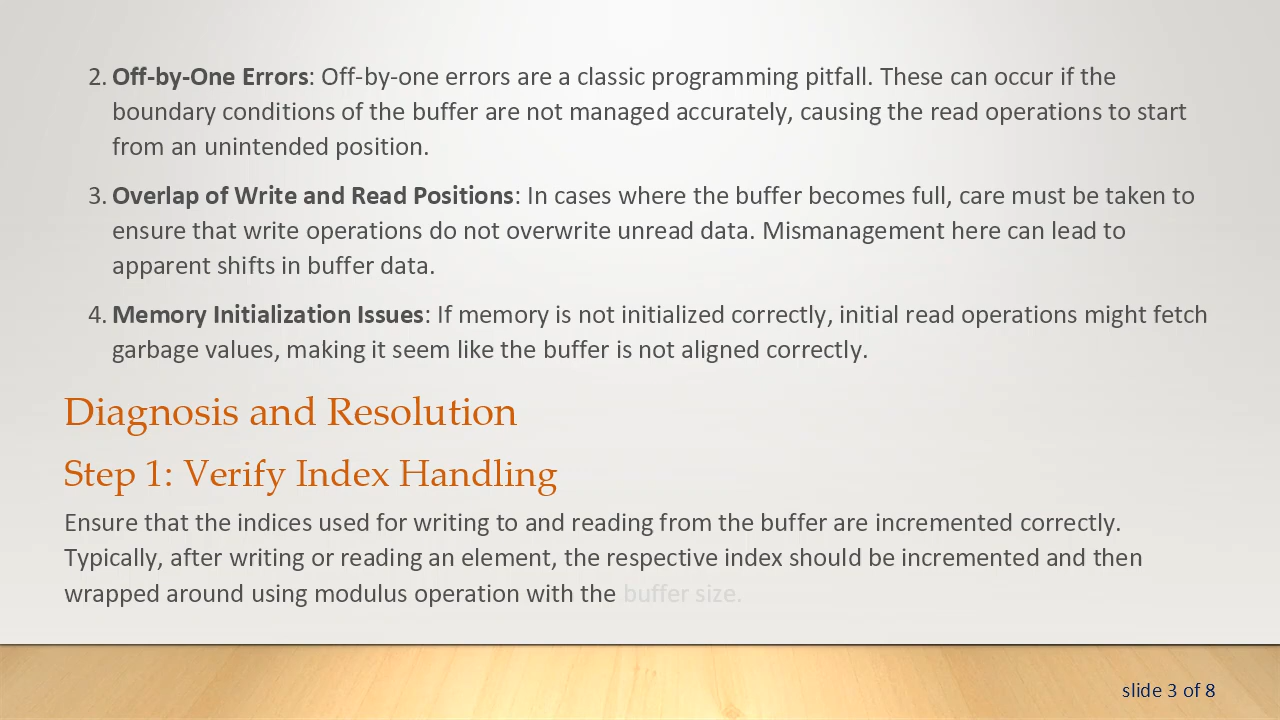 2. Off-by-One Errors: Off-by-one errors are a classic programming pitfall. These can occur if the
boundary conditions of the buffer are not managed accurately, causing the read operations to start
from an unintended position.
3. Overlap of Write and Read Positions: In cases where the buffer becomes full, care must be taken to
ensure that write operations do not overwrite unread data. Mismanagement here can lead to
apparent shifts in buffer data.
4. Memory Initialization Issues: If memory is not initialized correctly, initial read operations might fetch
garbage values, making it seem like the buffer is not aligned correctly.
Diagnosis and Resolution
Step 1: Verify Index Handling
Ensure that the indices used for writing to and reading from the buffer are incremented correctly.
Typically, after writing or reading an element, the respective index should be incremented and then
wrapped around using modulus operation with the buffer size.
slide 3 of 8